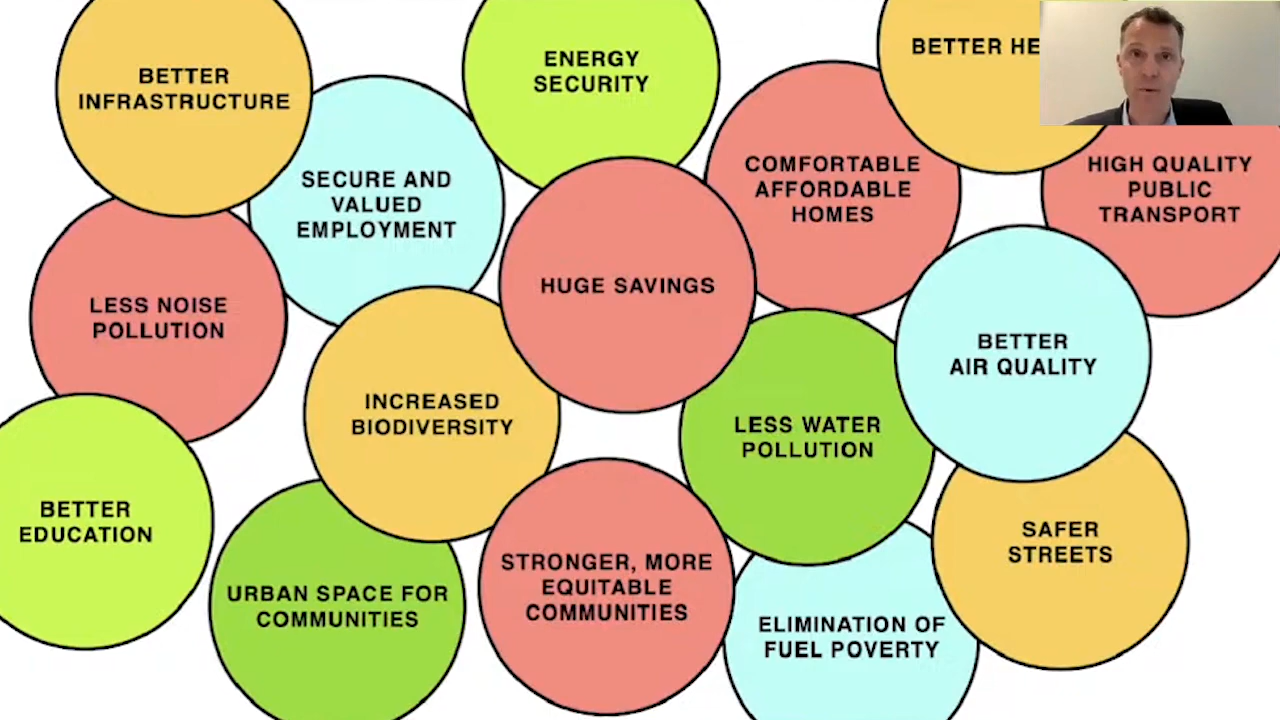 BETTER
INFRASTRUCTURE
ENERGY
SECURITY
BETTER
SECURE AND
VALUED
EMPLOYMENT
COMFORTABLE
AFFORDABLE
HOMES
HIGH QUALITY
PUBLIC
TRANSPORT
LESS NOISE
POLLUTION
HUGE SAVINGS
BETTER
AIR QUALITY
INCREASED
BIODIVERSITY
LESS WATER
POLLUTION
BETTER
EDUCATION
SAFER
STREETS
URBAN SPACE FOR
COMMUNITIES
STRONGER, MORE
EQUITABLE
COMMUNITIES
ELIMINATION OF
FUEL POVERTY